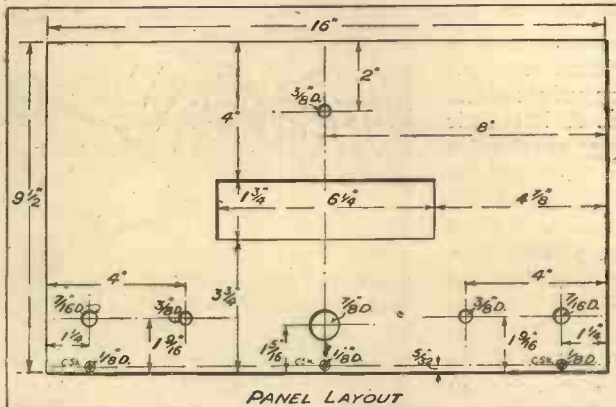 16"
2"
3/8" D.
4"
8"
9 1/2"
1 3/4"
6 1/4"
4 7/8"
4"
3 3/4"
4"
7/16" D.
3/8" D.
7/8" D.
3/8" D.
7/16" D.
1 1/4"
1 9/16"
1 5/16"
1 9/16"
1 1/4"
CSK. 1/8" D.
CSK. 1/8" D.
5/32"
CSK. 1/8" D.
PANEL LAYOUT